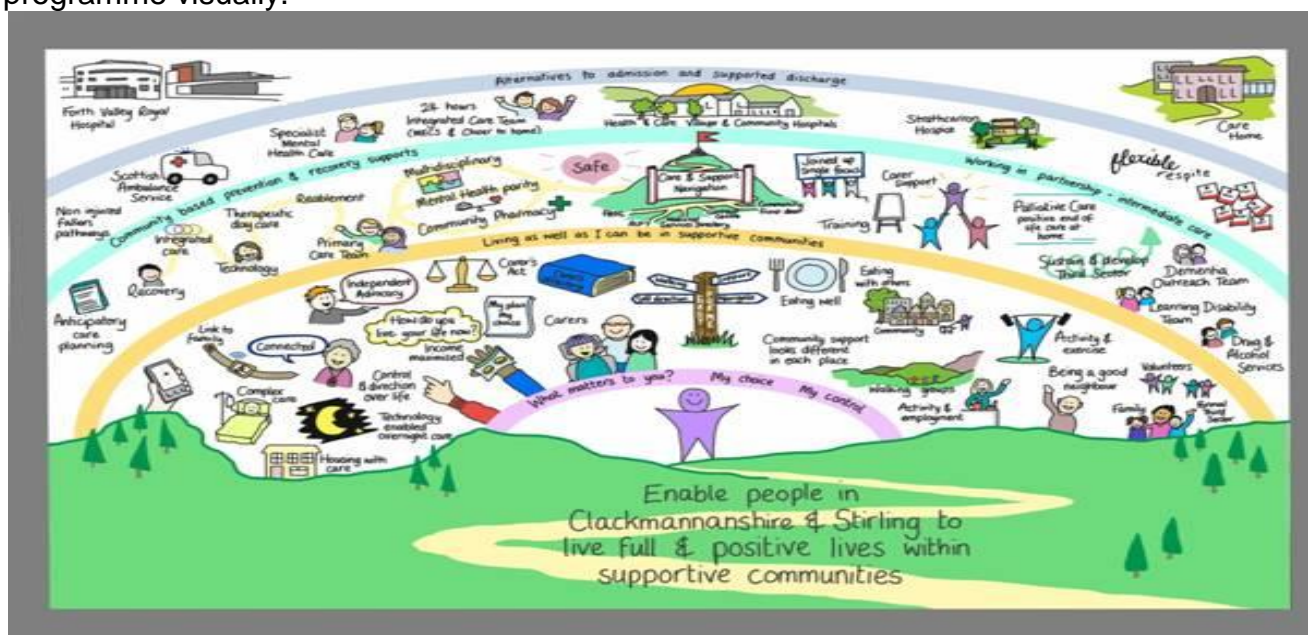 programme visually.
Alternatives to admission and supported discharge
Forth Valley Royal
Hospital
Specialist
Mental
Health Care
24 hours
Integrated Care Team
Health & Care Village & Community Hospitals
Strathcarron
Hospice
Care
Home
Scottish
Ambulance
Service
Community based prevention & recovery supports
Working in partnership - intermediate care
flexible
respite
Non injured
fallers
pathways
Integrated
care
Therapeutic
day care
Technology
Reablement
Primary
Care Team
Multidisciplinary
Mental Health parity
Community Pharmacy
Safe
Care & Support
Navigation
Joined up
single focus
Training
Carer
Support
Palliative Care
positive end of
life care at
home
Sustain & develop
Third Sector
Dementia
Outreach Team
Learning Disability
Team
Drug &
Alcohol
Services
Recovery
Anticipatory
care
planning
Living as well as I can be in supportive communities
Independent
Advocacy
Carer's
Act
How do you
live your life now?
My plan
my
choice
Carers
Income
maximised
Link to
family
Connected
Control
& direction
over life
Complex
care
Technology
enabled
overnight care
Housing with
care
Eating well
Eating
with others
Community
Community support
looks different
in each place
Walking groups
Activity &
employment
Activity &
exercise
Being a good
neighbour
Volunteers
Family
What matters to you? My choice My control
Enable people in
Clackmannanshire & Stirling to
live full & positive lives within
supportive communities